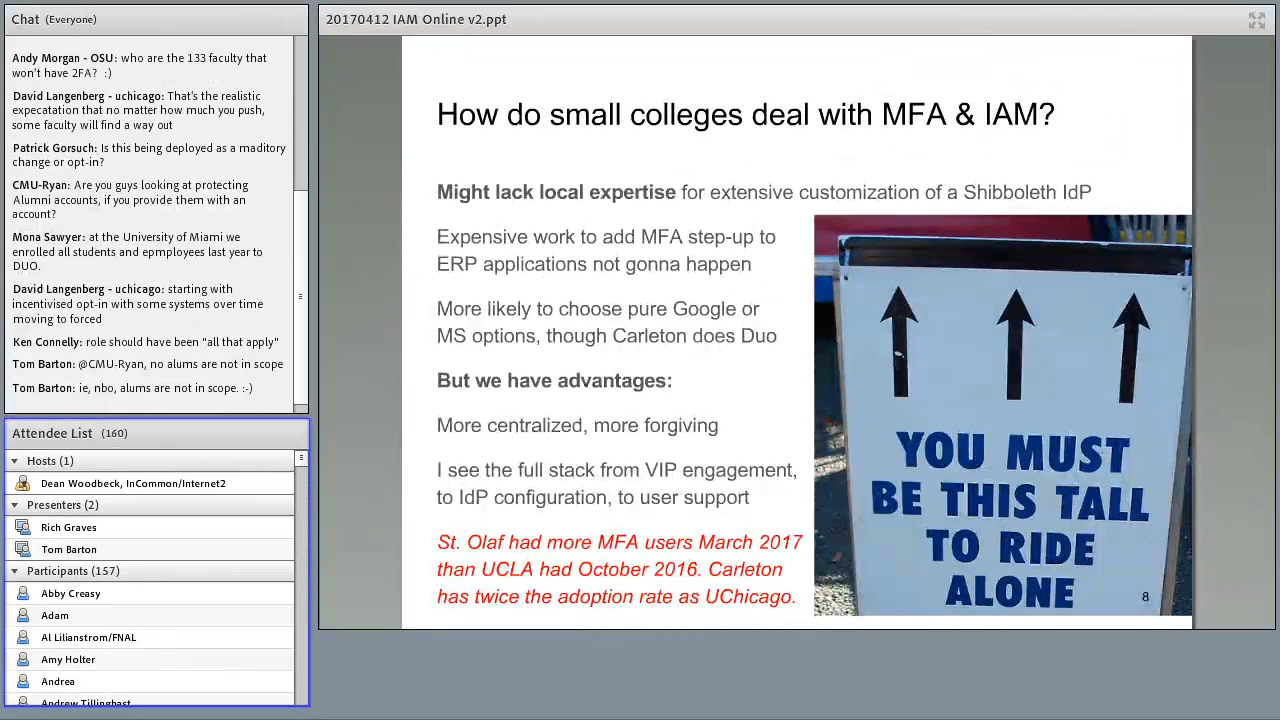 Chat (Everyone)
Andy Morgan - OSU: who are the 133 faculty that
won't have 2FA? :)
David Langenberg - uchicago: That's the realistic
expecatation that no matter how much you push,
some faculty will find a way out
Patrick Gorsuch: Is this being deployed as a maditory
change or opt-in?
CMU-Ryan: Are you guys looking at protecting
Alumni accounts, if you provide them with an
account?
Mona Sawyer: at the University of Miami we
enrolled all students and epmployees last year to
DUO.
David Langenberg - uchicago: starting with
incentivised opt-in with some systems over time
moving to forced
Ken Connelly: role should have been "all that apply"
Tom Barton: @CMU-Ryan, no alums are not in scope
Tom Barton: ie, nbo, alums are not in scope. :-)
Attendee List (160)
Hosts (1)
Dean Woodbeck, InCommon/Internet2
Presenters (2)
Rich Graves
Tom Barton
Participants (157)
Abby Creasy
Adam
Al Lilianstrom/FNAL
Amy Holter
Andrea
Andrew Tillinghast
20170412 IAM Online v2.ppt
How do small colleges deal with MFA & IAM?
Might lack local expertise for extensive customization of a Shibboleth IdP
Expensive work to add MFA step-up to
ERP applications not gonna happen
More likely to choose pure Google or
MS options, though Carleton does Duo
But we have advantages:
More centralized, more forgiving
I see the full stack from VIP engagement,
to IdP configuration, to user support
St. Olaf had more MFA users March 2017
than UCLA had October 2016. Carleton
has twice the adoption rate as UChicago.
YOU MUST
BE THIS TALL
TO RIDE
ALONE
8